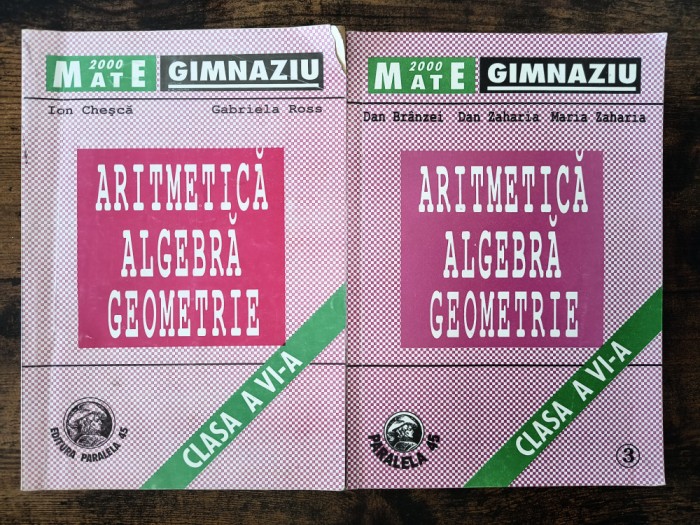 2000
MATE GIMNAZIU
Ion Cheşcă Gabriela Ross
ARITMETICĂ
ALGEBRĂ
GEOMETRIE
CLASA A VI-A
EDITURA PARALELA 45
2000
MATE GIMNAZIU
Dan Brânzei Dan Zaharia Maria Zaharia
ARITMETICĂ
ALGEBRĂ
GEOMETRIE
CLASA A VI-A
PARALELA 45
3